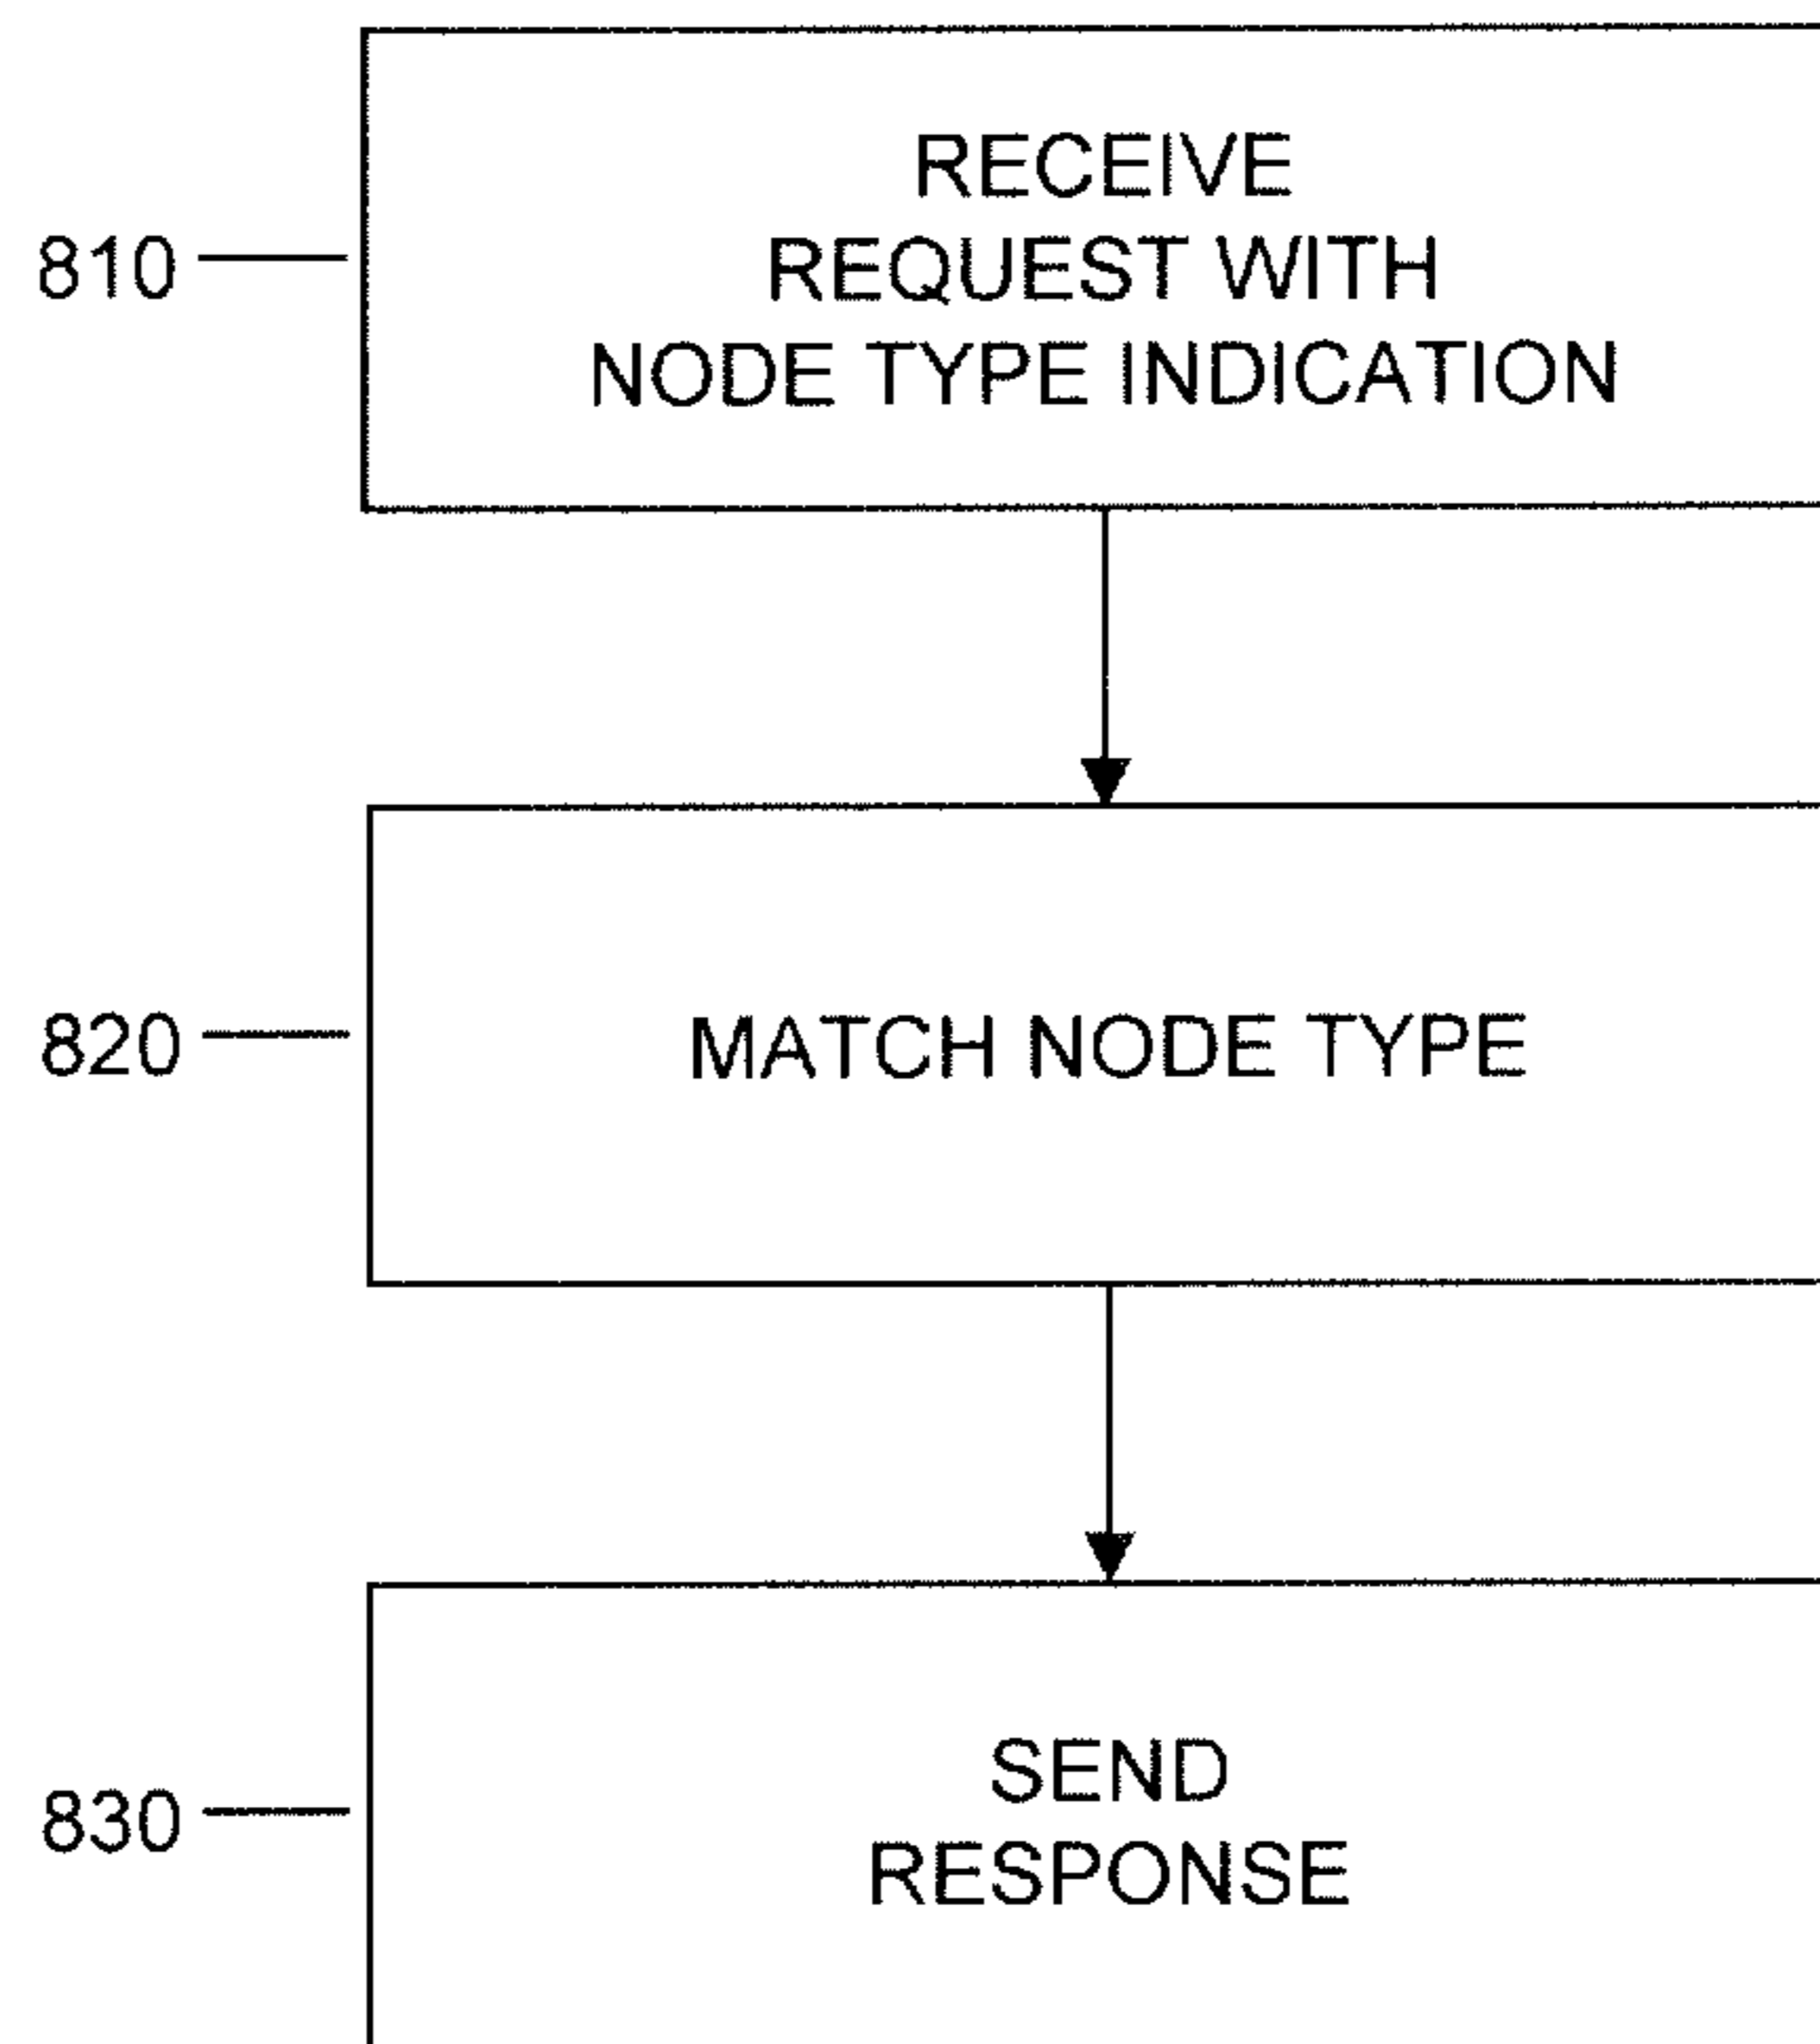 810
RECEIVE
REQUEST WITH
NODE TYPE INDICATION
820
MATCH NODE TYPE
830
SEND
RESPONSE